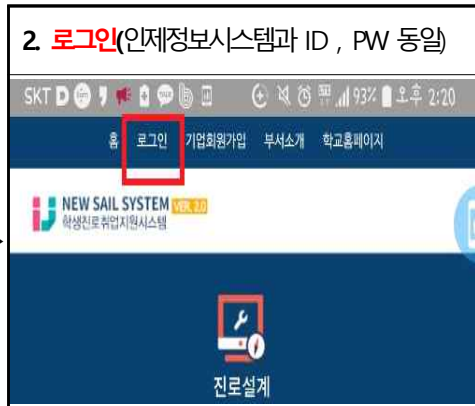 2. 로그인(인제정보시스템과 ID , PW 동일)
SKT 93% 오후 2:20
홈 로그인 기업회원가입 부서소개 학교홈페이지
NEW SAIL SYSTEM VER. 2.0
학생진로취업지원시스템
진로설계